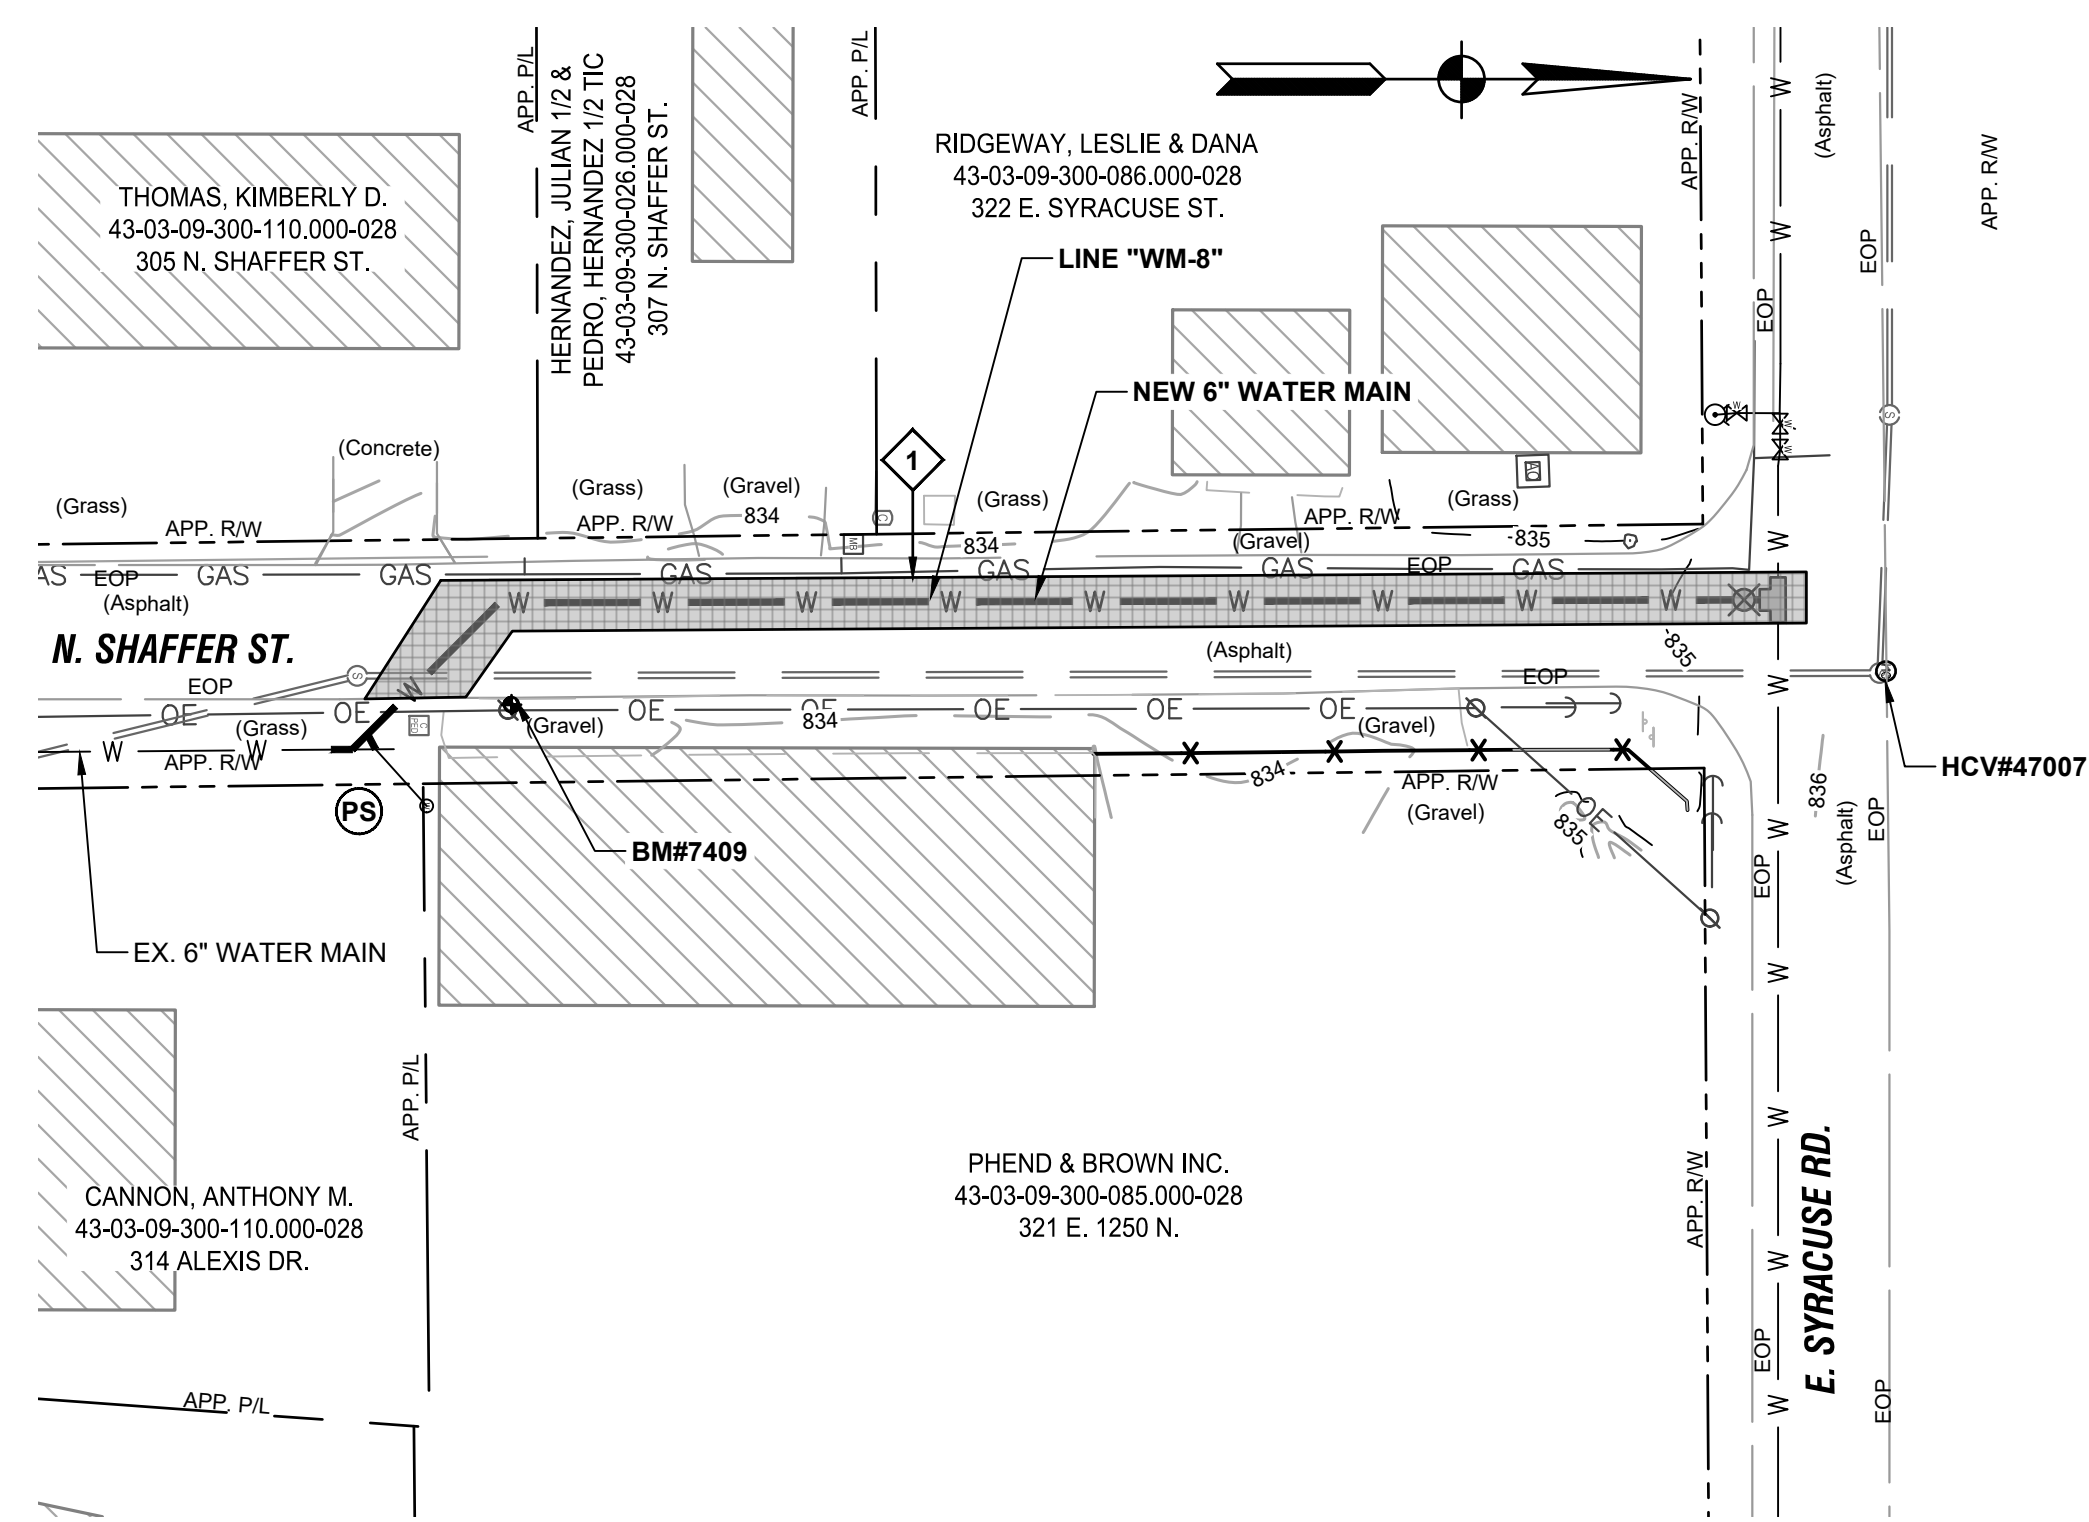 THOMAS, KIMBERLY D.
43-03-09-300-110.000-028
305 N. SHAFFER ST.
APP. P/L
HERNANDEZ, JULIAN 1/2 &
PEDRO, HERNANDEZ 1/2 TIC
43-03-09-300-026.000-028
307 N. SHAFFER ST.
APP. P/L
RIDGEWAY, LESLIE & DANA
43-03-09-300-086.000-028
322 E. SYRACUSE ST.
LINE "WM-8"
NEW 6" WATER MAIN
APP. R/W
W
(Asphalt)
W
EOP
EOP
APP. R/W
W
W
W
S
(Concrete)
1
(Grass)
(Grass)
(Gravel)
(Grass)
(Grass)
APP. R/W
APP. R/W
834
C
MB
834
(Gravel)
APP. R/W
835
AC
W
AS
EOP
GAS
GAS
GAS
GAS
GAS
EOP
GAS
(Asphalt)
W
W
W
W
W
W
W
W
W
W
N. SHAFFER ST.
(Asphalt)
835
EOP
S
EOP
W
OE
OE
C
PED
(Gravel)
OE
OE
834
OE
OE
OE
(Gravel)
(Grass)
W
W
APP. R/W
834
APP. R/W
(Gravel)
OE
835
836
(Asphalt)
EOP
HCV#47007
PS
W
BM#7409
EX. 6" WATER MAIN
W
EOP
W
APP. P/L
CANNON, ANTHONY M.
43-03-09-300-110.000-028
314 ALEXIS DR.
PHEND & BROWN INC.
43-03-09-300-085.000-028
321 E. 1250 N.
APP. R/W
W
W
EOP
W
E. SYRACUSE RD.
EOP
APP. P/L